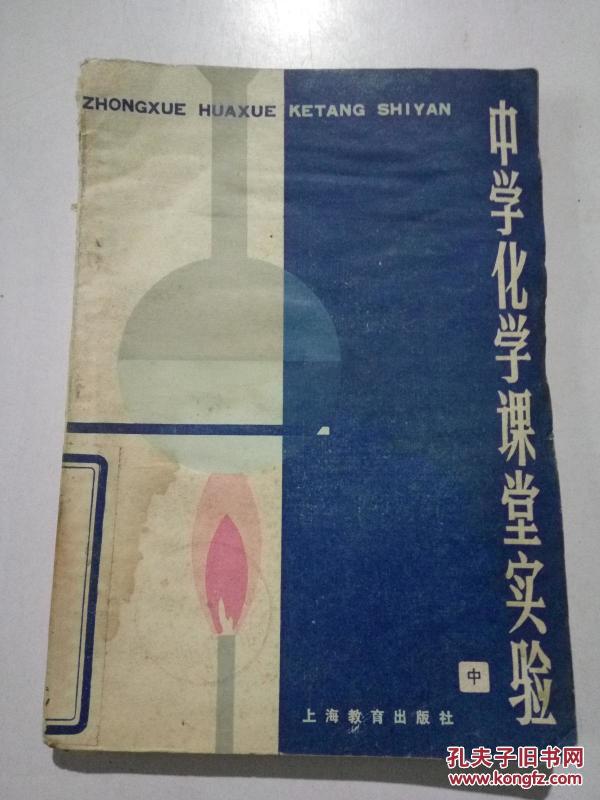 ZHONGXUE HUAXUE KETANG SHIYAN
中学化学课堂实验
中
上海教育出版社
孔夫子旧书网
www.kongfz.com